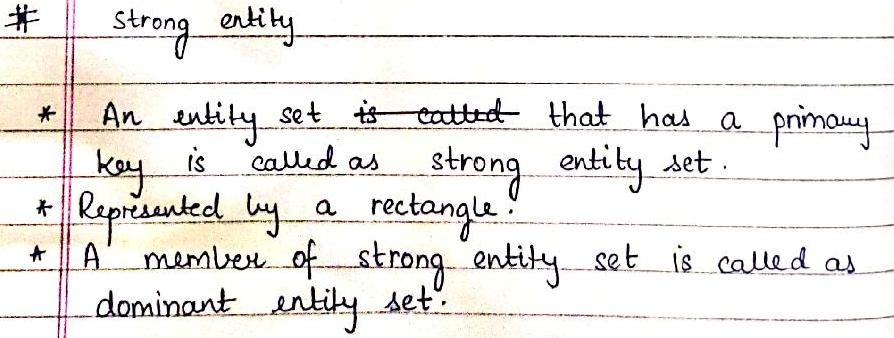 # Strong entity
* An entity set is called that has a primary
key is called as strong entity set.
* Represented by a rectangle.
* A member of strong entity set is called as
dominant entity set.